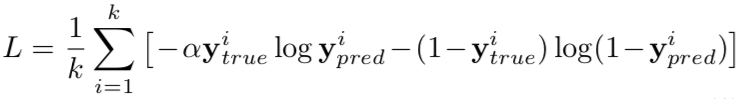 L = \frac{1}{k} \sum_{i=1}^{k} \left[ -\alpha \mathbf{y}_{true}^{i} \log \mathbf{y}_{pred}^{i} - (1 - \mathbf{y}_{true}^{i}) \log(1 - \mathbf{y}_{pred}^{i}) \right]